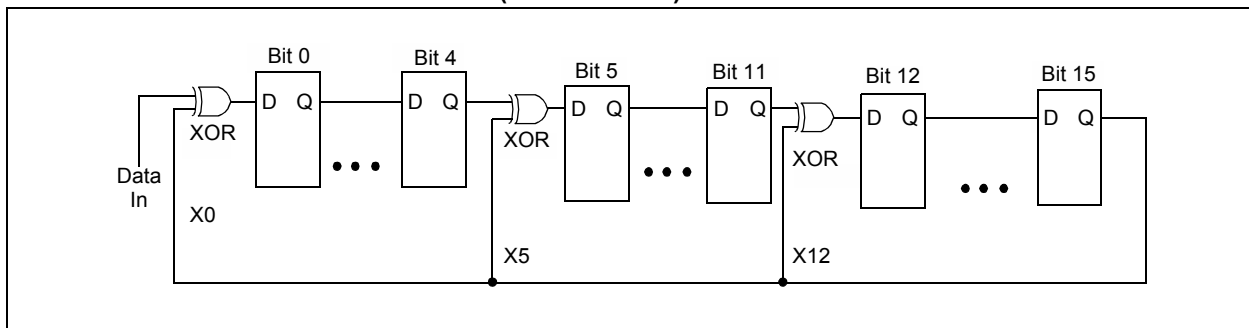 Bit 0
Bit 4
Bit 5
Bit 11
Bit 12
Bit 15
D Q
D Q
D Q
D Q
D Q
D Q
XOR
XOR
XOR
Data
In
X0
X5
X12